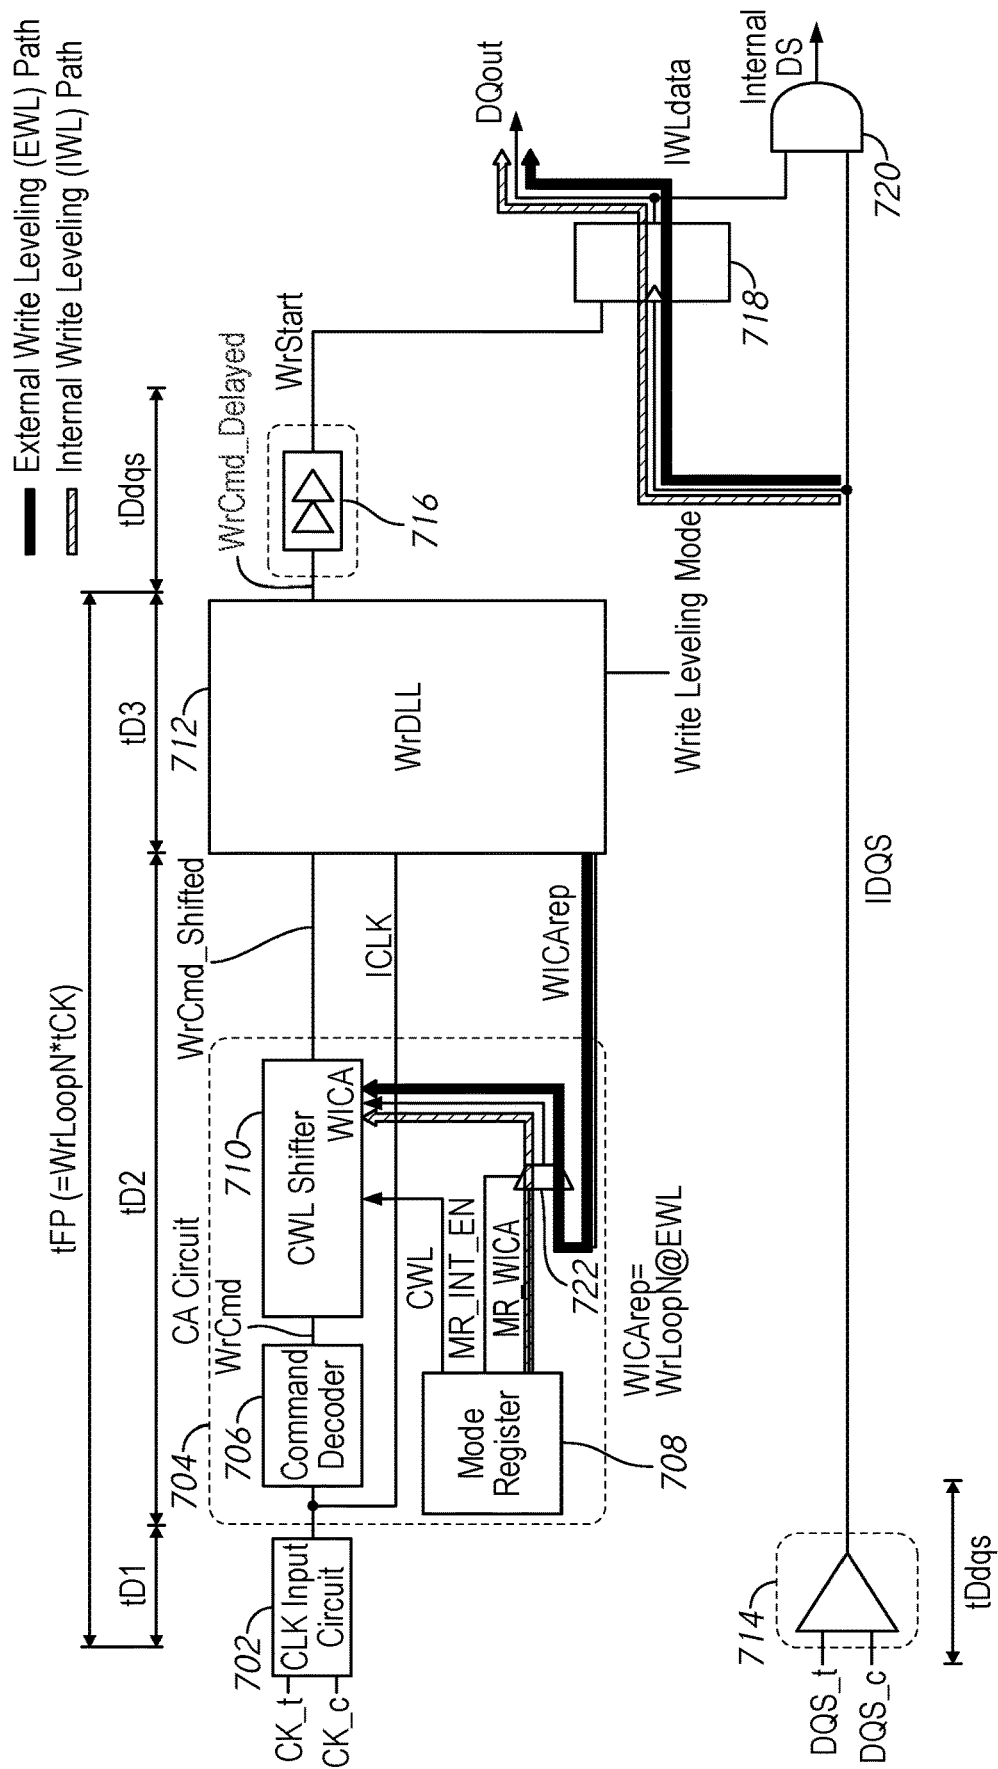 External Write Leveling (EWL) Path
Internal Write Leveling (IWL) Path
tFP (=WrLoopN*tCK)
tD1
tD2
tD3
tDdqs
704
CA Circuit
WrCmd_Shifted
712
WrCmd_Delayed
WrStart
702
CLK Input
Circuit
CK_t
CK_c
706
Command
Decoder
WrCmd
710
CWL Shifter
WICA
ICLK
WrDLL
716
DQout
CWL
MR_INT_EN
MR_WICA
Mode
Register
708
722
WICArep
WICArep=
WrLoopN@EWL
Write Leveling Mode
718
IWLdata
Internal
DS
720
714
DQS_t
DQS_c
IDQS
tDdqs